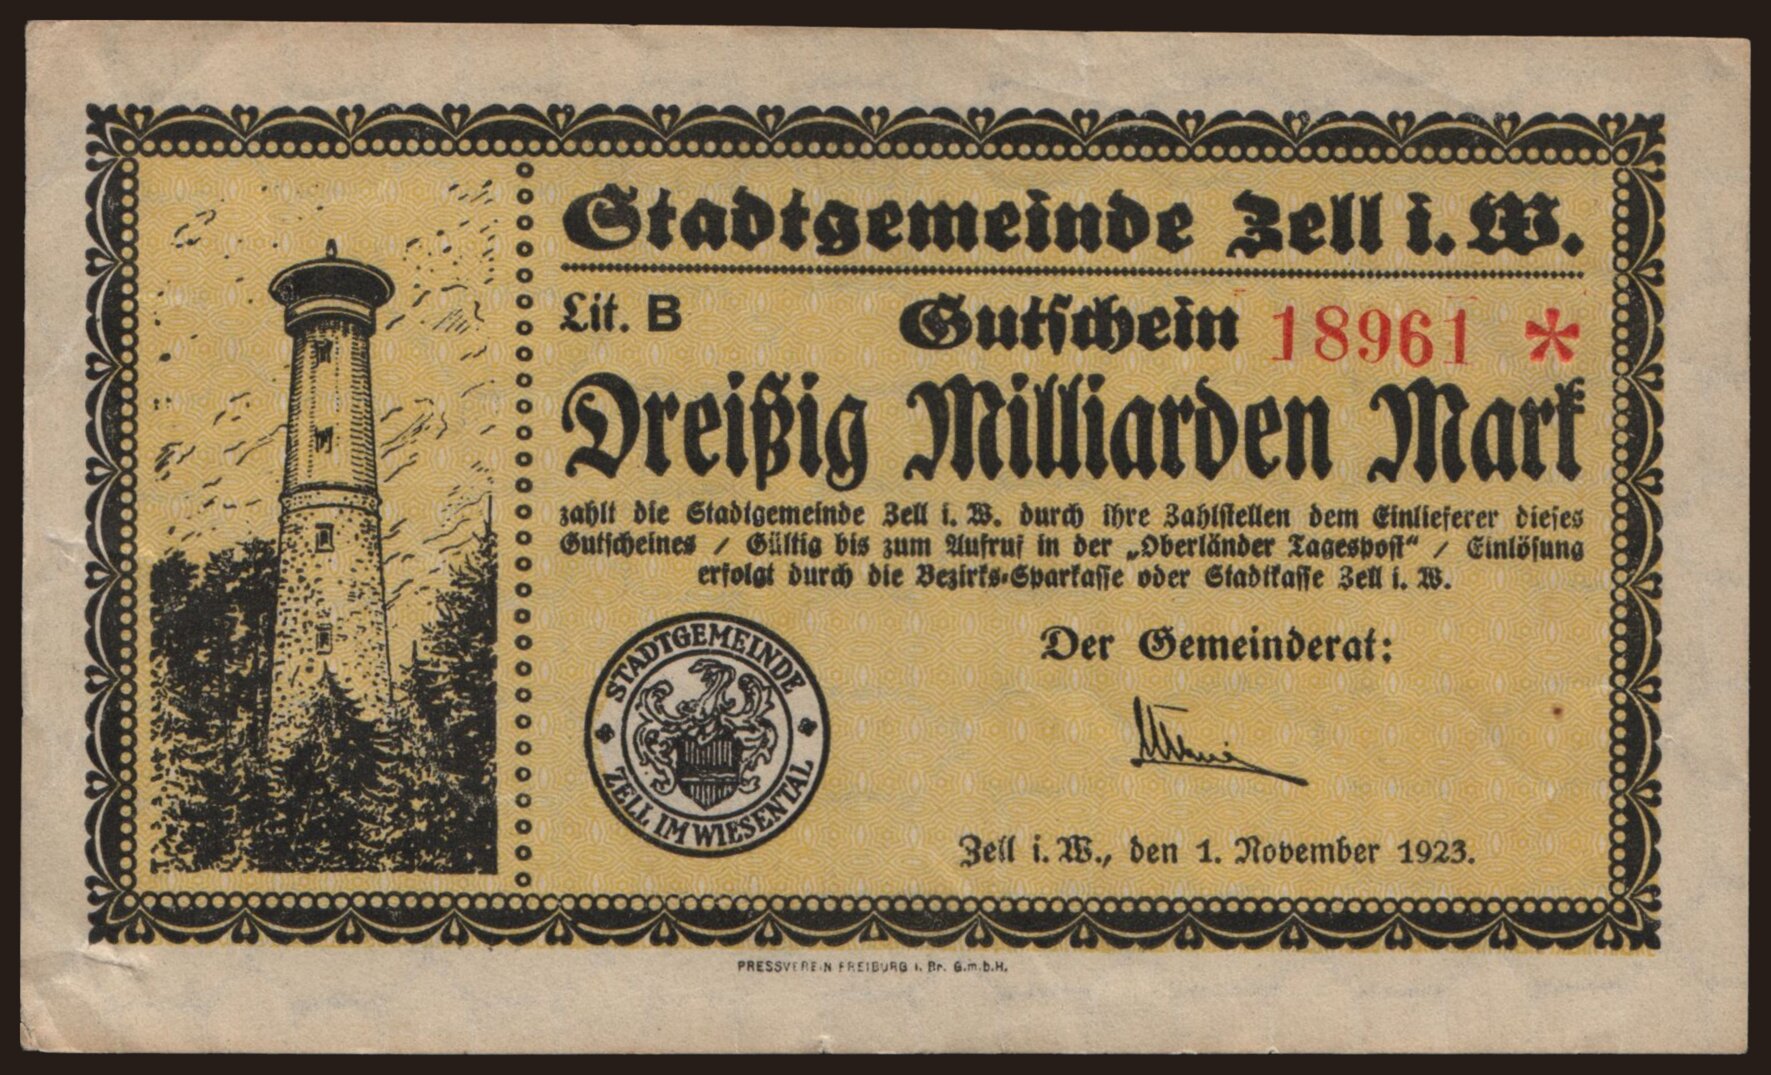 Stadtgemeinde Zell i. W.
Lit. B Gutschein 18961 *
Dreißig Milliarden Mark
zahlt die Stadtgemeinde Zell i. W. durch ihre Zahlstellen dem Einlieferer dieses
Gutscheines / Gültig bis zum Aufruf in der „Oberländer Tagespost“ / Einlösung
erfolgt durch die Bezirks-Sparkasse oder Stadtkasse Zell i. W.
Der Gemeinderat:
STADTGEMEINDE
ZELL IM WIESENTAL
Zell i. W., den 1. November 1923.
PRESSVEREIN FREIBURG i. Br. G.m.b.H.